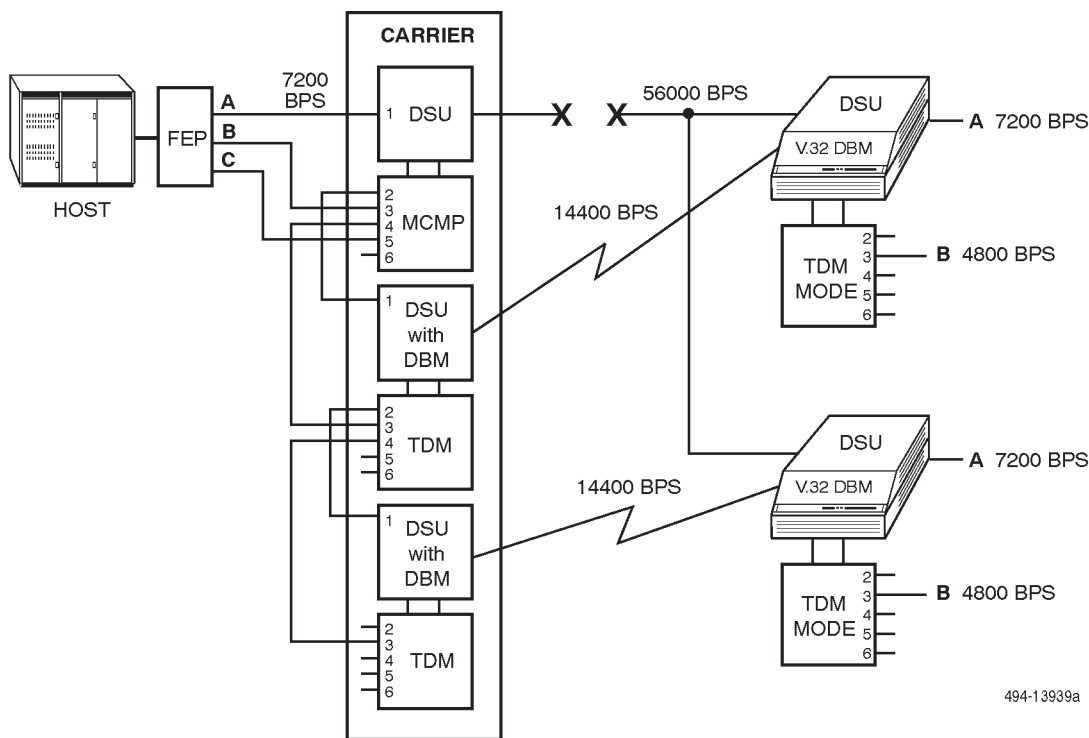 CARRIER
HOST
FEP
A
B
C
7200
BPS
1
DSU
2
3
4
5
6
MCMP
1
DSU
with
DBM
2
3
4
5
6
TDM
1
DSU
with
DBM
2
3
4
5
6
TDM
X X
56000 BPS
14400 BPS
14400 BPS
DSU
V.32 DBM
A 7200 BPS
2
3
4
5
6
TDM
MODE
B 4800 BPS
DSU
V.32 DBM
A 7200 BPS
2
3
4
5
6
TDM
MODE
B 4800 BPS
494-13939a